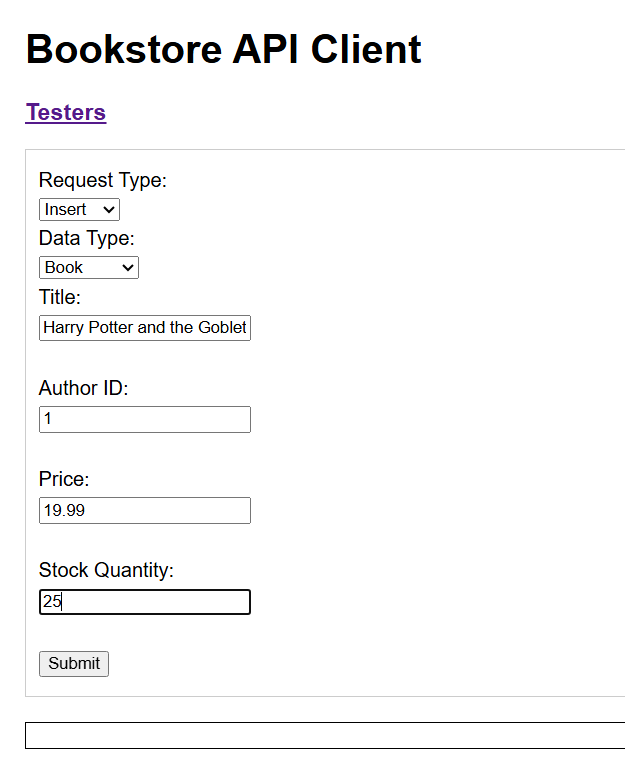 Bookstore API Client
Testers
Request Type:
Insert
Data Type:
Book
Title:
Harry Potter and the Goblet
Author ID:
1
Price:
19.99
Stock Quantity:
25
Submit